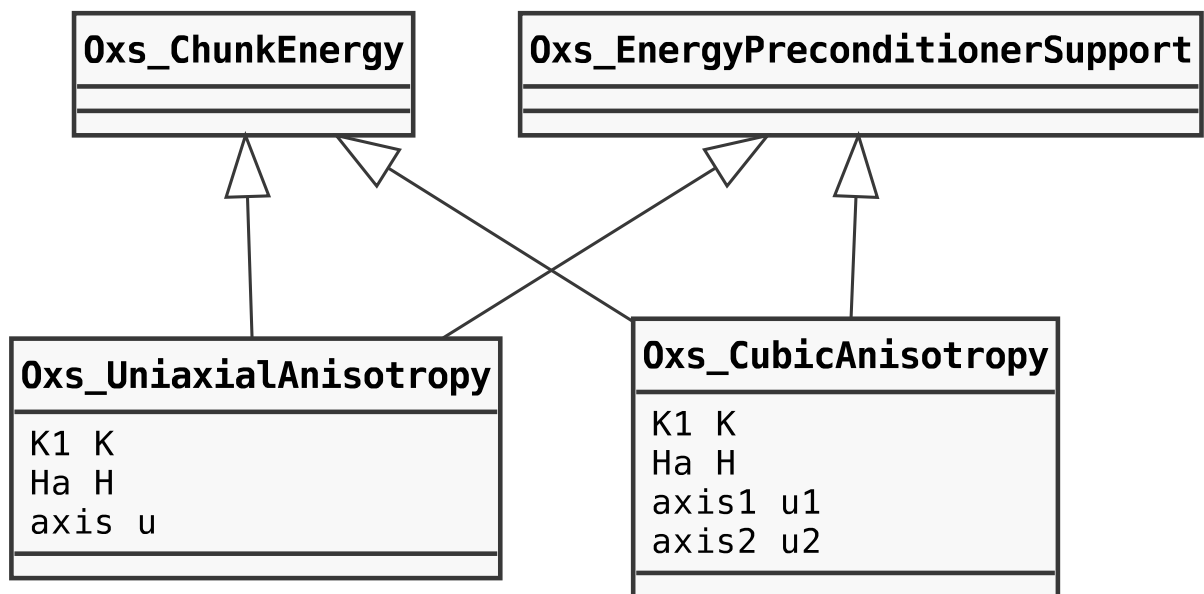 Oxs_ChunkEnergy
Oxs_EnergyPreconditionerSupport
Oxs_UniaxialAnisotropy
K1 K
Ha H
axis u
Oxs_CubicAnisotropy
K1 K
Ha H
axis1 u1
axis2 u2